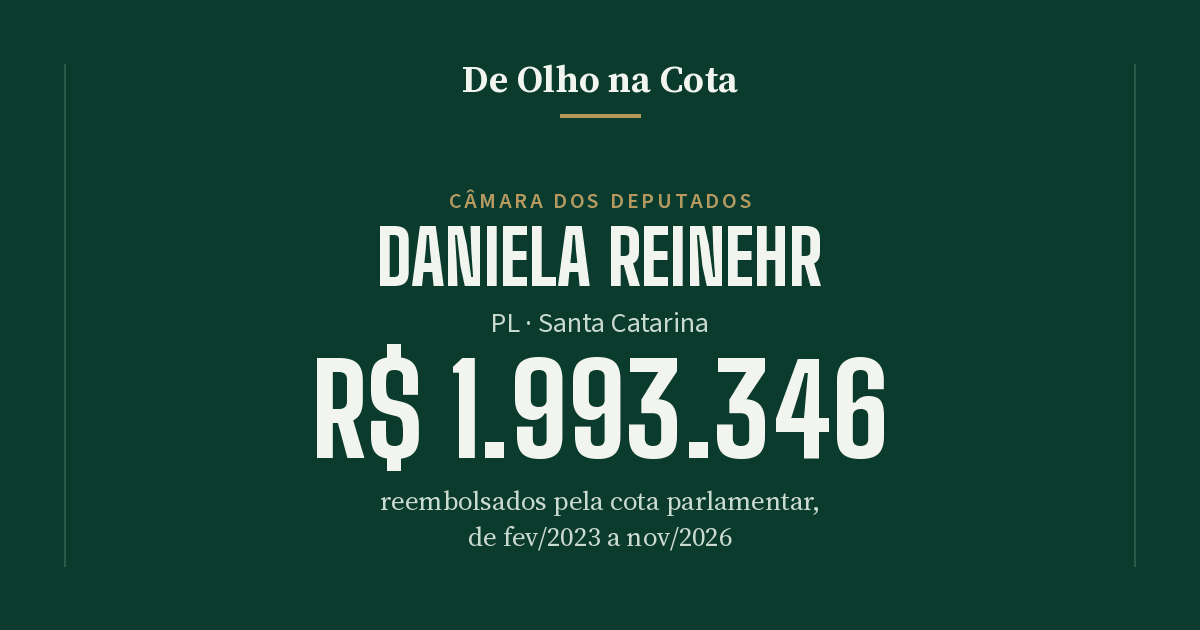 De Olho na Cota
CÂMARA DOS DEPUTADOS
DANIELA REINEHR
PL · Santa Catarina
R$ 1.993.346
reembolsados pela cota parlamentar,
de fev/2023 a nov/2026